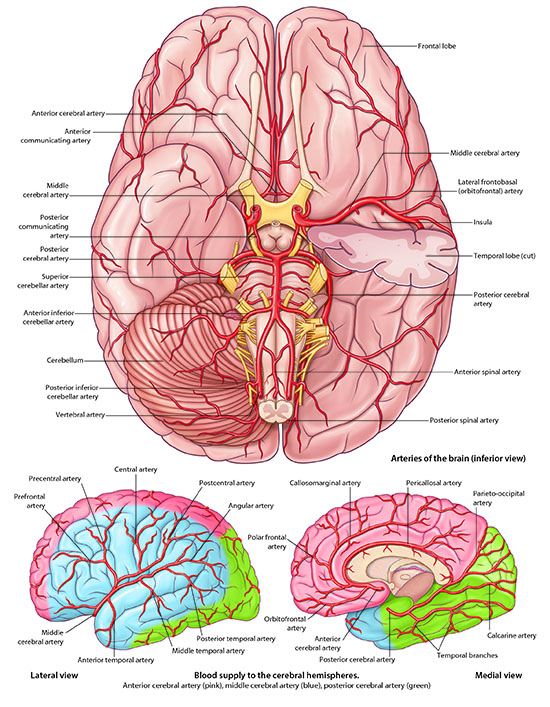 Frontal lobe
Anterior cerebral artery
Anterior
communicating artery
Middle cerebral artery
Middle
cerebral artery
Lateral frontobasal
(orbitofrontal) artery
Posterior
communicating
artery
Insula
Posterior
cerebral artery
Temporal lobe (cut)
Superior
cerebellar artery
Posterior cerebral
artery
Anterior inferior
cerebellar artery
Cerebellum
Anterior spinal artery
Posterior inferior
cerebellar artery
Vertebral artery
Posterior spinal artery
Arteries of the brain (inferior view)
Central artery
Precentral artery
Postcentral artery
Prefrontal
artery
Angular artery
Middle
cerebral artery
Posterior temporal artery
Middle temporal artery
Anterior temporal artery
Lateral view
Callosomarginal artery
Pericallosal artery
Parieto-occipital
artery
Polar frontal
artery
Orbitofrontal
artery
Anterior
cerebral artery
Posterior cerebral artery
Calcarine artery
Temporal branches
Medial view
Blood supply to the cerebral hemispheres.
Anterior cerebral artery (pink), middle cerebral artery (blue), posterior cerebral artery (green)